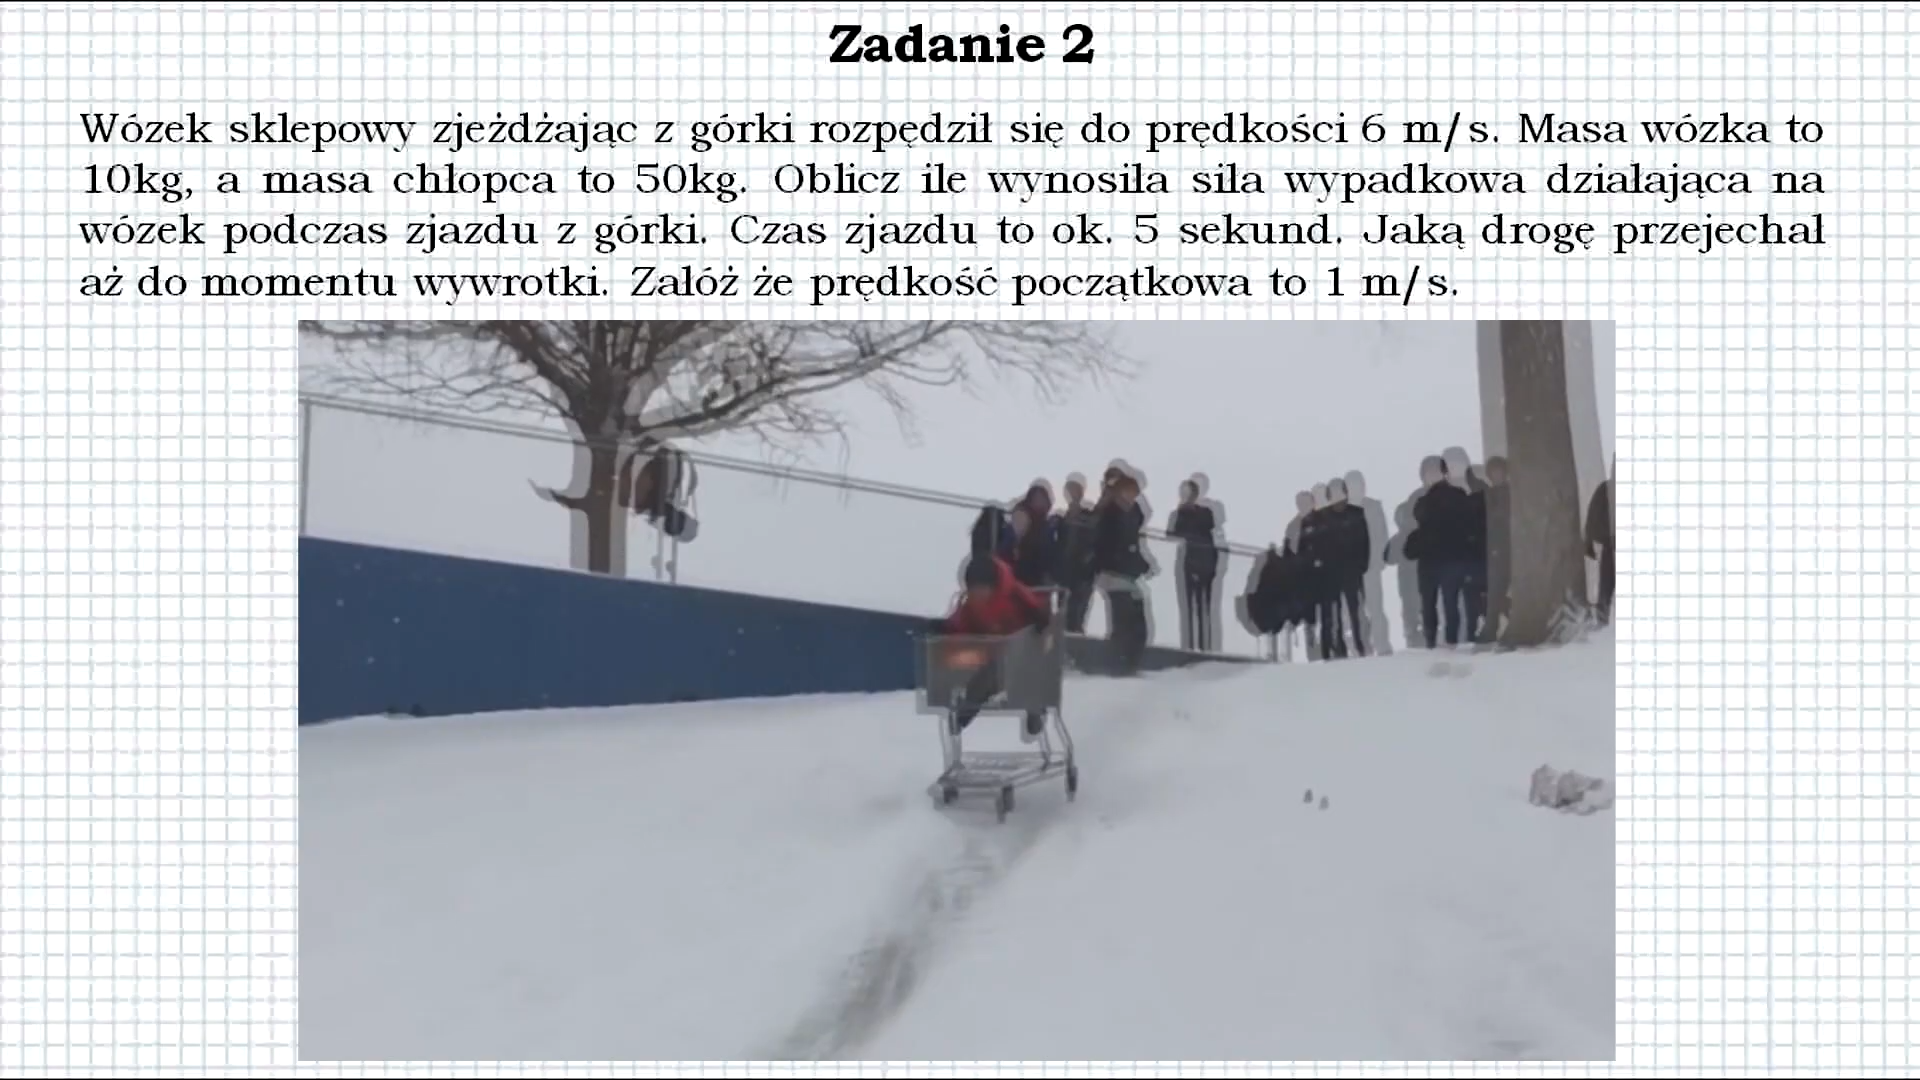 Zadanie 2
Wózek sklepowy zjeżdżając z górki rozpędził się do prędkości 6 m/s. Masa wózka to
10kg, a masa chłopca to 50kg. Oblicz ile wynosiła siła wypadkowa działająca na
wózek podczas zjazdu z górki. Czas zjazdu to ok. 5 sekund. Jaką drogę przejechał
aż do momentu wywrotki. Załóż że prędkość początkowa to 1 m/s.